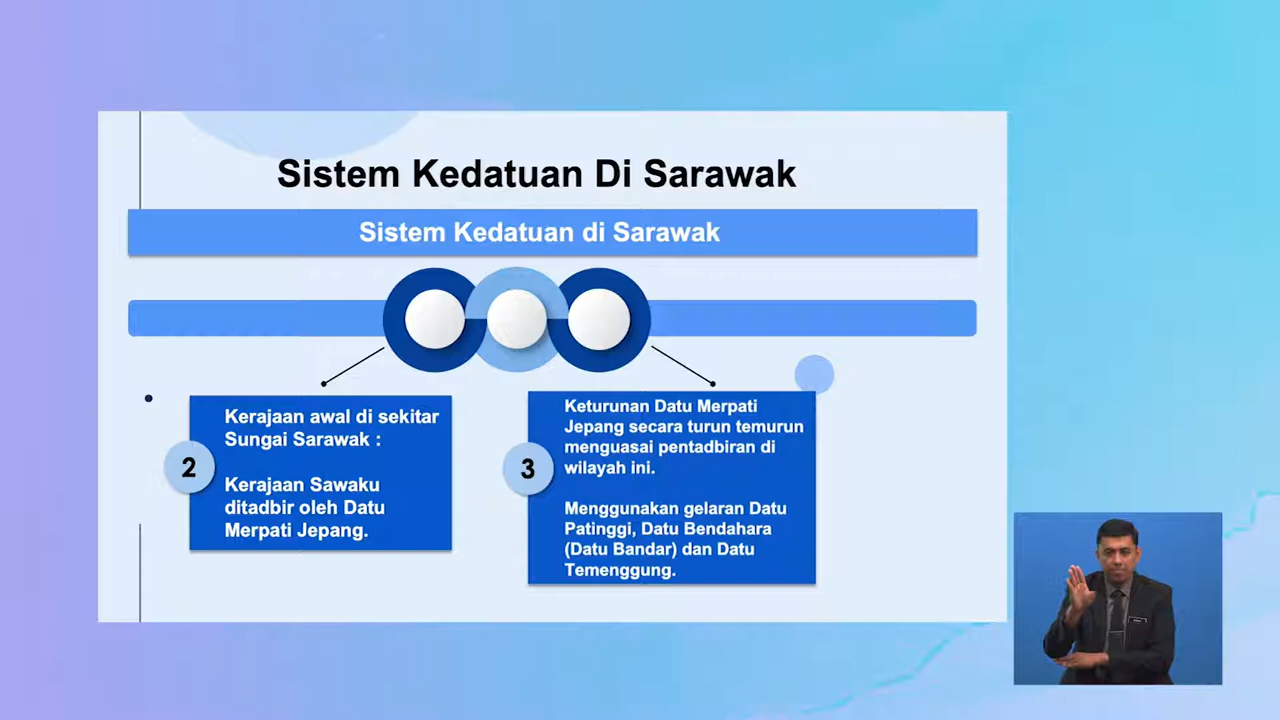 Sistem Kedatuan Di Sarawak
Sistem Kedatuan di Sarawak
2
Kerajaan awal di sekitar
Sungai Sarawak :
Kerajaan Sawaku
ditadbir oleh Datu
Merpati Jepang.
3
Keturunan Datu Merpati
Jepang secara turun temurun
menguasai pentadbiran di
wilayah ini.
Menggunakan gelaran Datu
Patinggi, Datu Bendahara
(Datu Bandar) dan Datu
Temenggung.